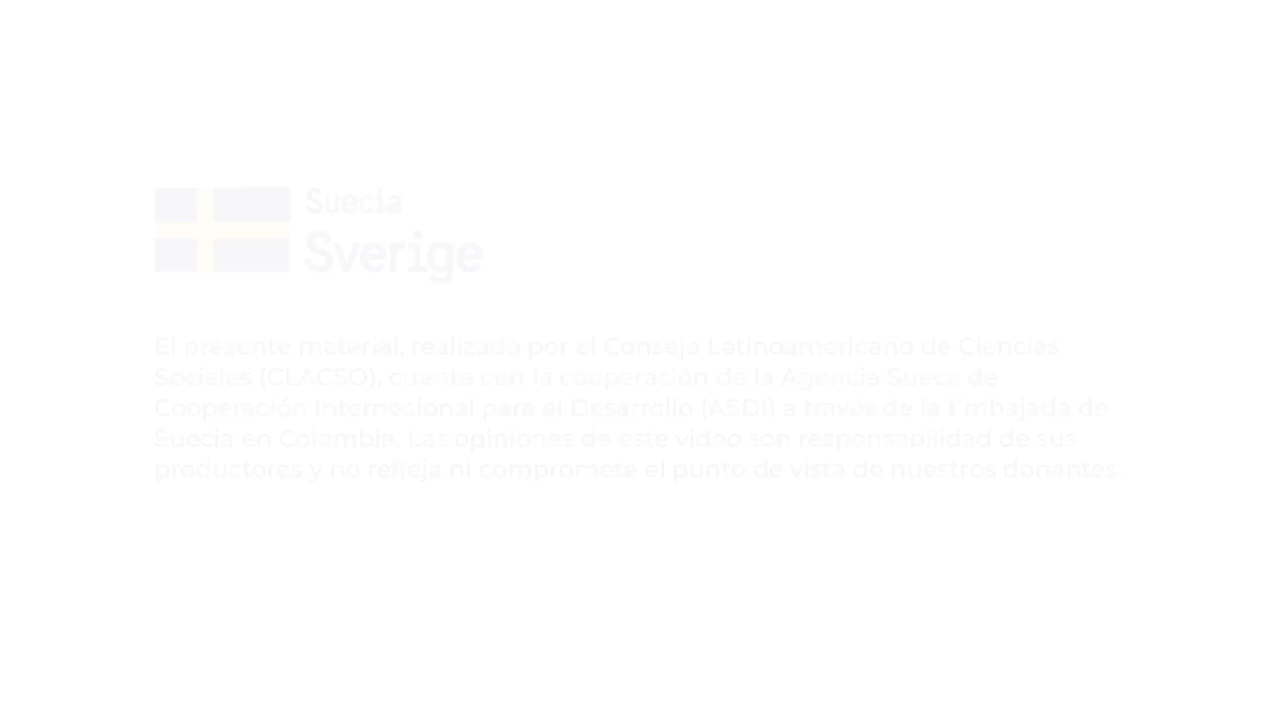 Suecia
Sverige
El presente material, realizado por el Consejo Latinoamericano de Ciencias
Sociales (CLACSO), cuenta con la cooperación de la Agencia Sueca de
Cooperación Internacional para el Desarrollo (ASDI) a través de la Embajada de
Suecia en Colombia. Las opiniones de este video son responsabilidad de sus
productores y no refleja ni compromete el punto de vista de nuestros donantes.